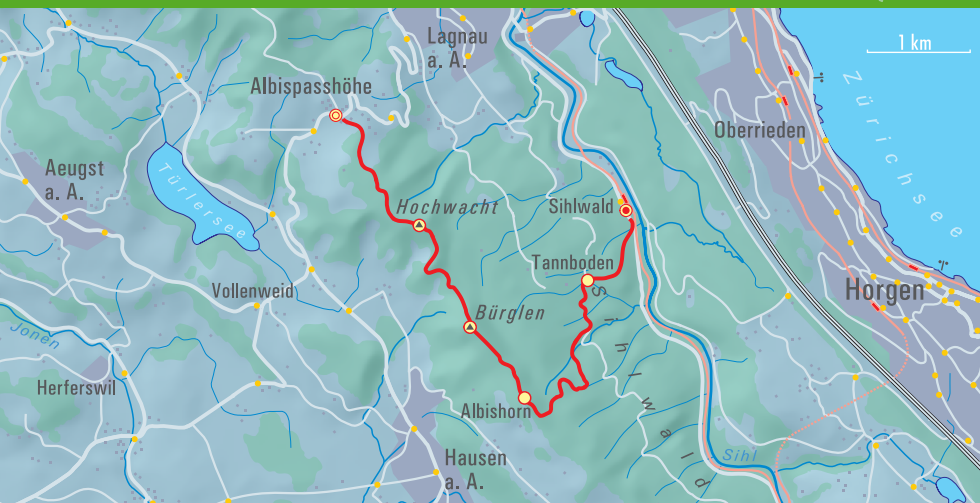 Lagnau
a. A.
1 km
Albispasshöhe
Zürichsee
Oberrieden
Aeugst
a. A.
Türlersee
Hochwacht
Sihlwald
Tannboden
Vollenweid
Horgen
Bürglen
Sihlwald
Jonen
Herferswil
Albishorn
Hausen
a. A.
Sihl